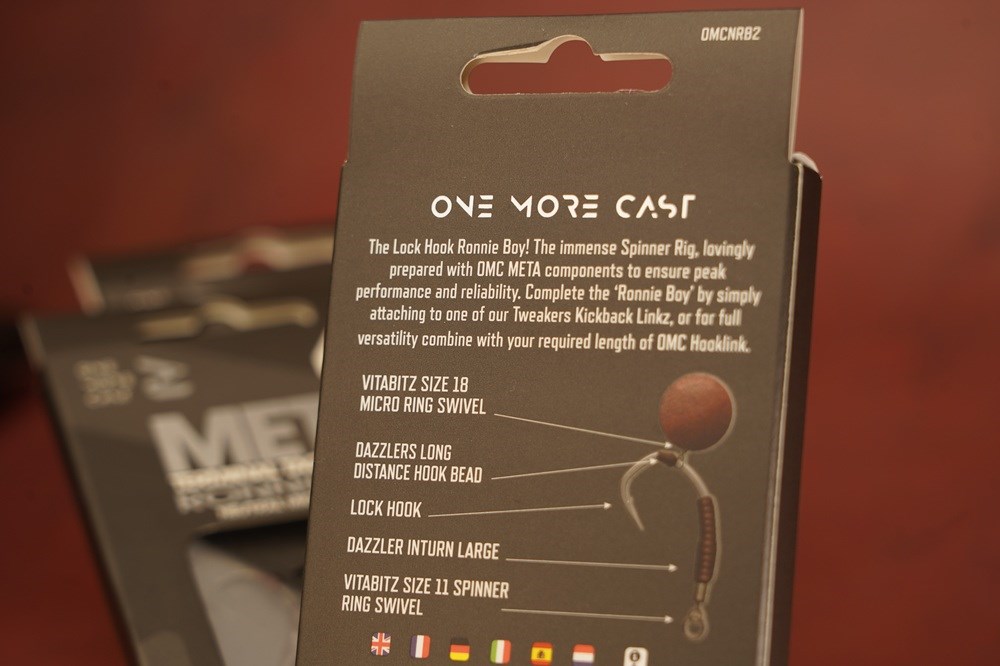 OMCNRB2
ONE MORE CAST
The Lock Hook Ronnie Boy! The immense Spinner Rig, lovingly
prepared with OMC META components to ensure peak
performance and reliability. Complete the ‘Ronnie Boy’ by simply
attaching to one of our Tweakers Kickback Linkz, or for full
versatility combine with your required length of OMC Hooklink.
VITABITZ SIZE 18
MICRO RING SWIVEL
DAZZLERS LONG
DISTANCE HOOK BEAD
LOCK HOOK
DAZZLER INTURN LARGE
VITABITZ SIZE 11 SPINNER
RING SWIVEL
MET